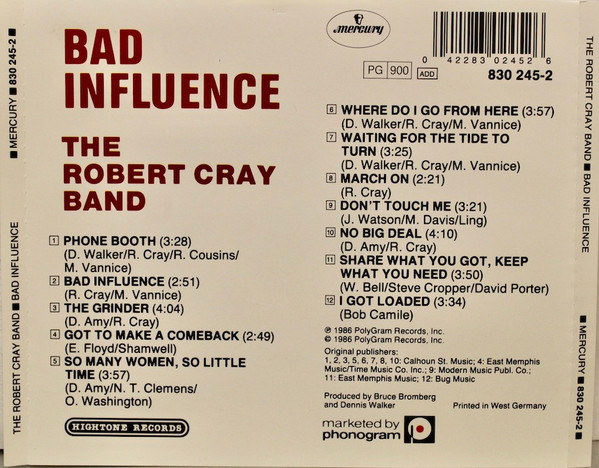 THE ROBERT CRAY BAND ■ BAD INFLUENCE ■ MERCURY ■ 830 245-2 ■
BAD
INFLUENCE
THE
ROBERT CRAY
BAND
1 PHONE BOOTH (3:28)
(D. Walker/R. Cray/R. Cousins/
M. Vannice)
2 BAD INFLUENCE (2:51)
(R. Cray/M. Vannice)
3 THE GRINDER (4:04)
(D. Amy/R. Cray)
4 GOT TO MAKE A COMEBACK (2:49)
(E. Floyd/Shamwell)
5 SO MANY WOMEN, SO LITTLE
TIME (3:57)
(D. Amy/N. T. Clemens/
O. Washington)
HIGHTONE RECORDS
mercury
0 42283 02452 6
PG 900
ADD
830 245-2
6 WHERE DO I GO FROM HERE (3:57)
(D. Walker/R. Cray/M. Vannice)
7 WAITING FOR THE TIDE TO
TURN (3:25)
(D. Walker/R. Cray/M. Vannice)
8 MARCH ON (2:21)
(R. Cray)
9 DON'T TOUCH ME (3:21)
(J. Watson/M. Davis/Ling)
10 NO BIG DEAL (4:10)
(D. Amy/R. Cray)
11 SHARE WHAT YOU GOT, KEEP
WHAT YOU NEED (3:50)
(W. Bell/Steve Cropper/David Porter)
12 I GOT LOADED (3:34)
(Bob Camile)
℗ 1986 PolyGram Records, Inc.
© 1986 PolyGram Records, Inc.
Original publishers:
1, 2, 3, 5, 6, 7, 8, 10: Calhoun St. Music; 4: East Memphis
Music/Time Music Co. Inc.; 9: Modern Music Publ. Co.;
11: East Memphis Music; 12: Bug Music
Produced by Bruce Bromberg
and Dennis Walker
Printed in West Germany
marketed by
phonogram
THE ROBERT CRAY BAND ■ BAD INFLUENCE
■ MERCURY ■ 830 245-2 ■